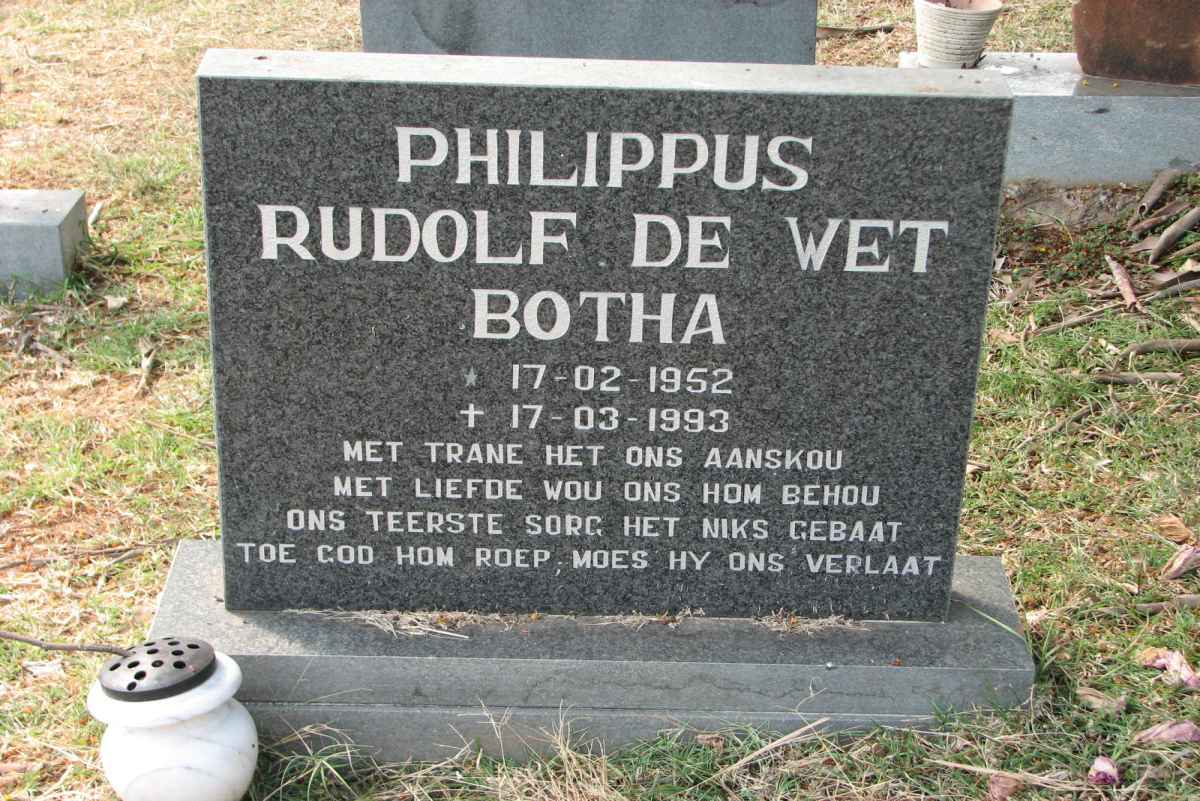 PHILIPPUS
RUDOLF DE WET
BOTHA
* 17-02-1952
✝ 17-03-1993
MET TRANE HET ONS AANSKOU
MET LIEFDE WOU ONS HOM BEHOU
ONS TEERSTE SORG HET NIKS GEBAAT
TOE GOD HOM ROEP, MOES HY ONS VERLAAT